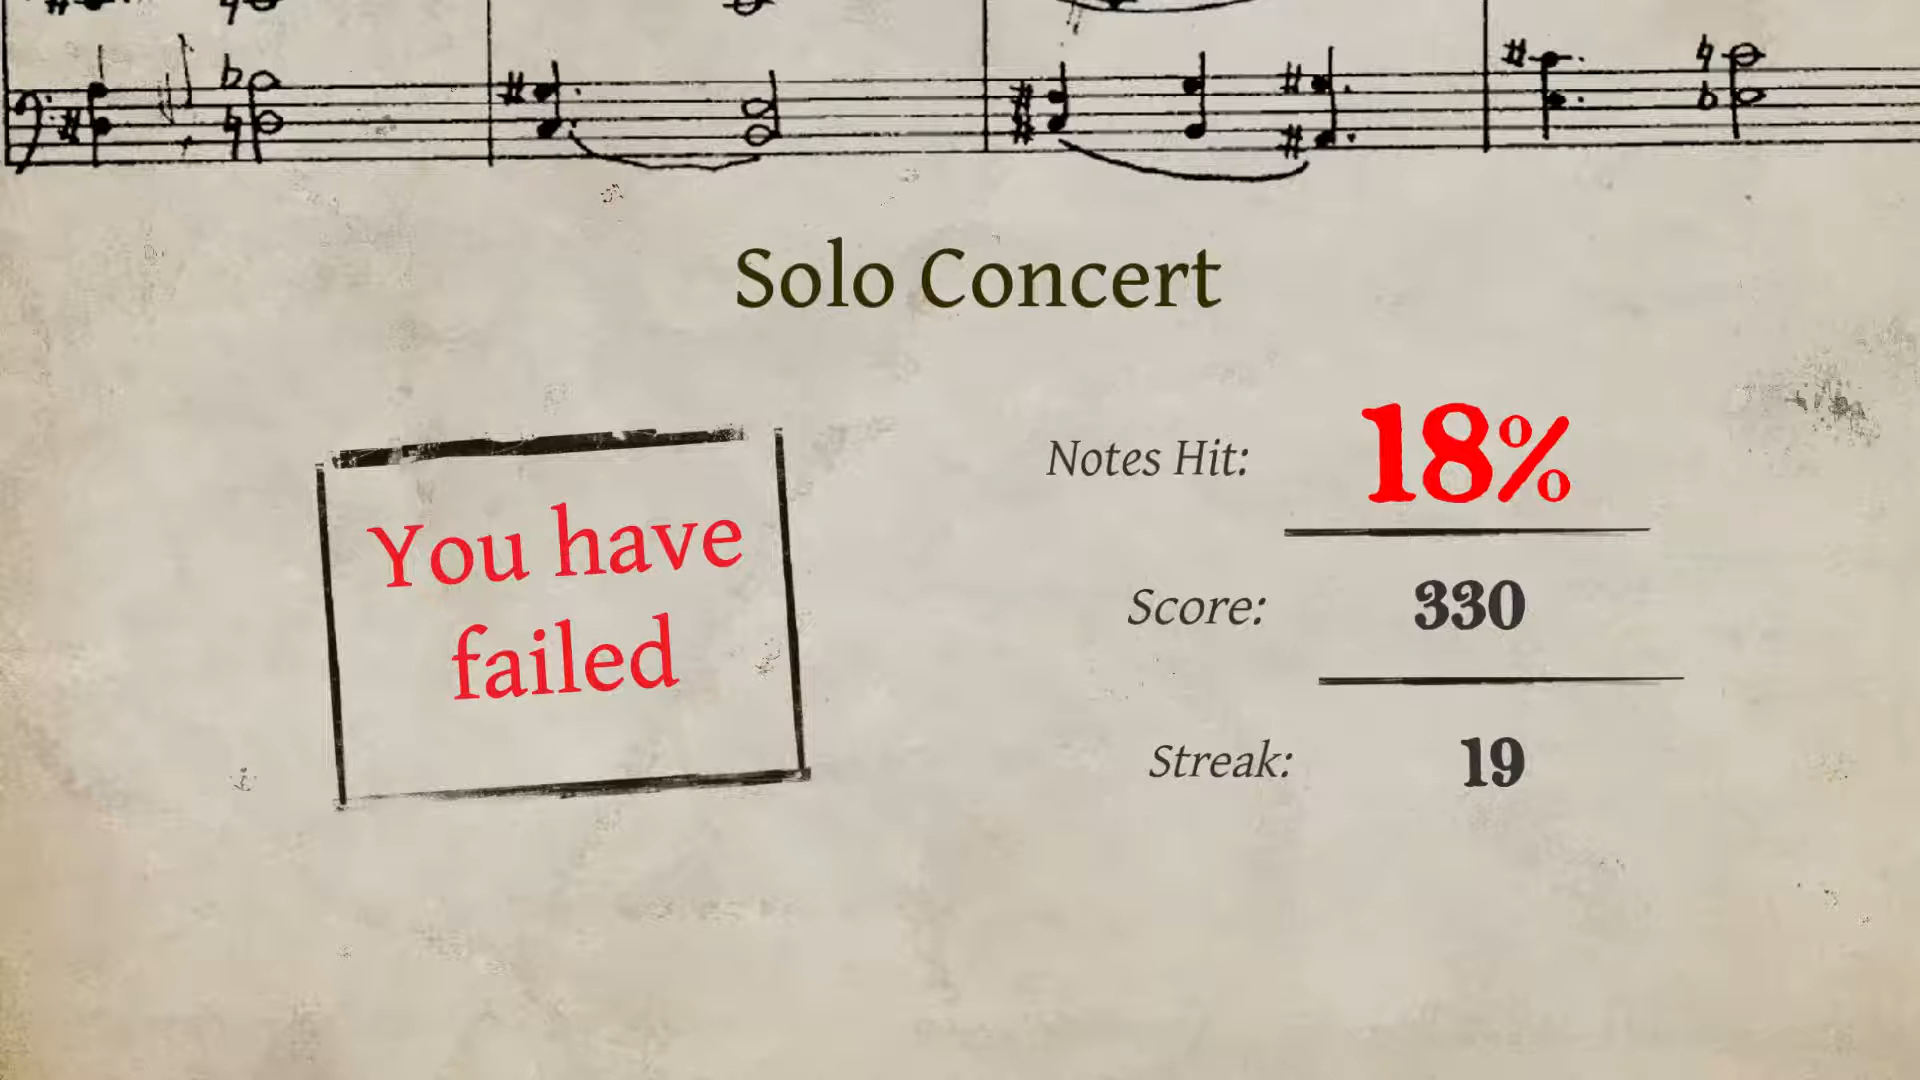 Solo Concert
You have
failed
Notes Hit: 18%
Score: 330
Streak: 19